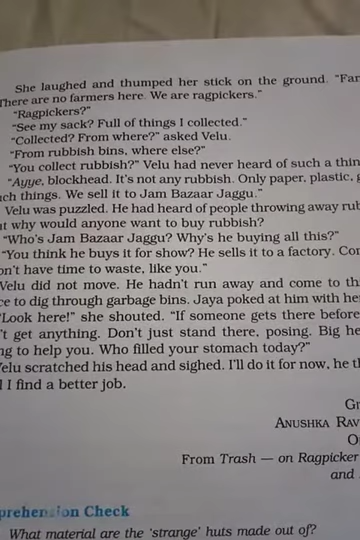 She laughed and thumped her stick on the ground. "Far
There are no farmers here. We are ragpickers."
"Ragpickers?"
"See my sack? Full of things I collected."
"Collected? From where?" asked Velu.
"From rubbish bins, where else?"
"You collect rubbish?" Velu had never heard of such a thin
"Ayye, blockhead. It's not any rubbish. Only paper, plastic, g
ch things. We sell it to Jam Bazaar Jaggu."
Velu was puzzled. He had heard of people throwing away rub
t why would anyone want to buy rubbish?
"Who's Jam Bazaar Jaggu? Why's he buying all this?"
"You think he buys it for show? He sells it to a factory. Com
on't have time to waste, like you."
Velu did not move. He hadn't run away and come to thi
ce to dig through garbage bins. Jaya poked at him with her
"Look here!" she shouted. "If someone gets there before
't get anything. Don't just stand there, posing. Big he
ng to help you. Who filled your stomach today?"
Velu scratched his head and sighed. I'll do it for now, he th
l I find a better job.
Gr
ANUSHKA RAV
O
From Trash — on Ragpicker
and
prehension Check
What material are the 'strange' huts made out of?